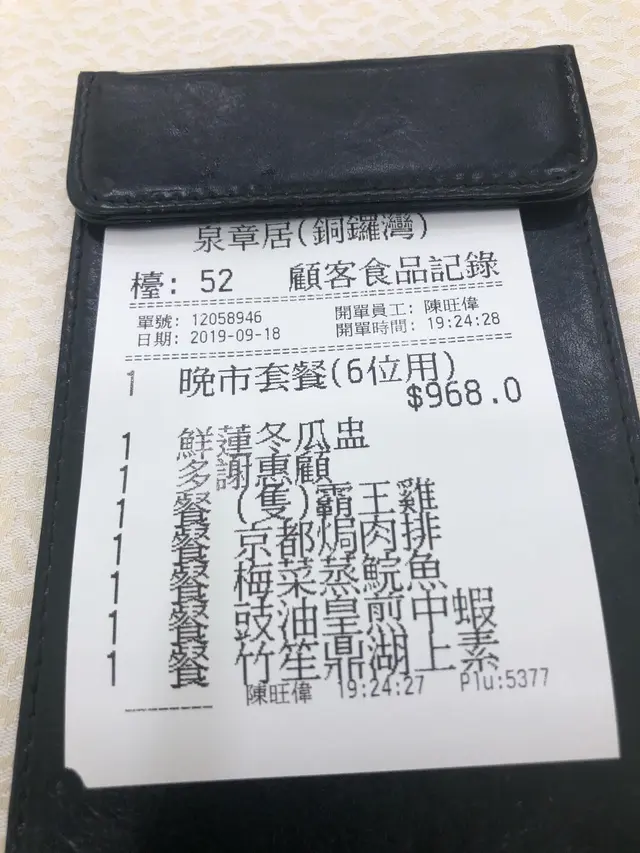 泉章居(銅鑼灣)
檯: 52 顧客食品記錄
單號: 12058946 開單員工: 陳旺偉
日期: 2019-09-18 開單時間: 19:24:28
1 晚市套餐(6位用)
$968.0
1 鮮蓮冬瓜盅
1 多謝惠顧
1 餐 (隻)霸王雞
1 餐 京都焗肉排
1 餐 梅菜蒸鯇魚
1 餐 豉油皇煎中蝦
1 餐 竹笙鼎湖上素
陳旺偉 19:24:27 Plu:5377